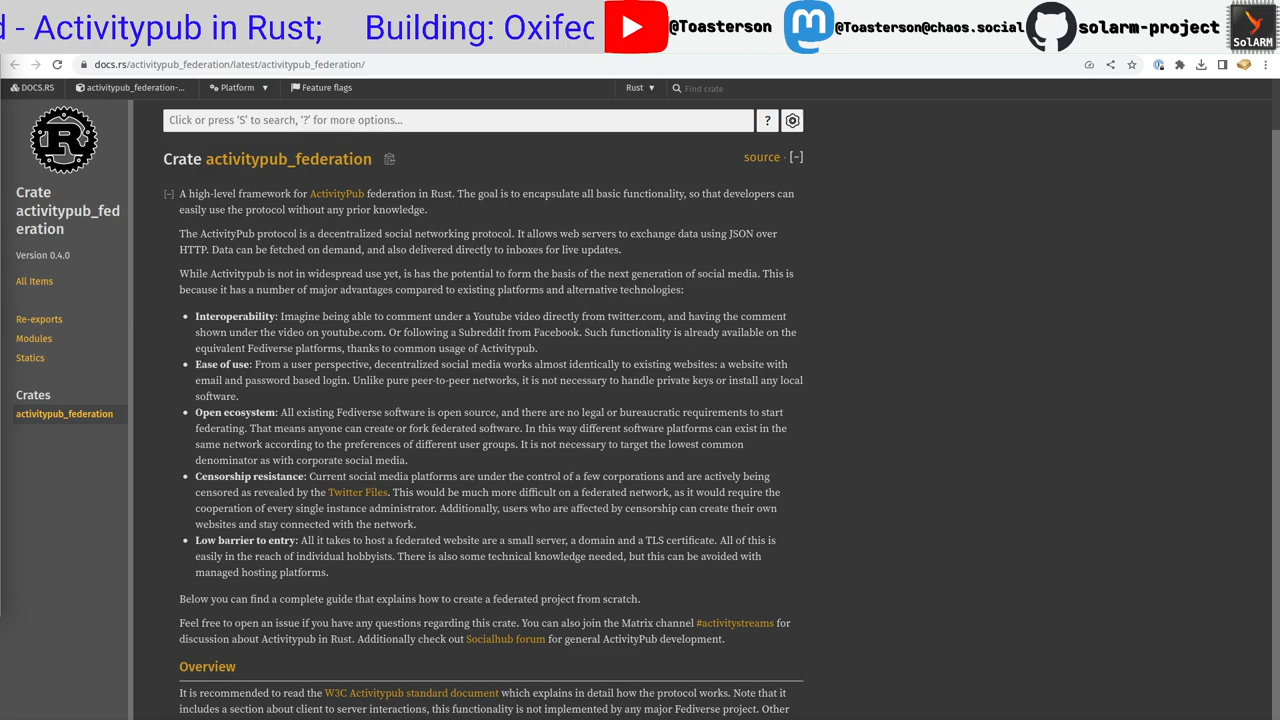 d - Activitypub in Rust;     Building: Oxifec
@Toasterson
@Toasterson@chaos.social
solarm-project
SolARM
docs.rs/activitypub_federation/latest/activitypub_federation/
DOCS.RS
activitypub_federation-...
Platform
Feature flags
Rust
Find crate
Click or press ‘S’ to search, ‘?’ for more options…
?
Crate activitypub_federation
source · [−]
Crate
activitypub_fed
eration
Version 0.4.0
All Items
Re-exports
Modules
Statics
Crates
activitypub_federation
[−] A high-level framework for ActivityPub federation in Rust. The goal is to encapsulate all basic functionality, so that developers can
easily use the protocol without any prior knowledge.
The ActivityPub protocol is a decentralized social networking protocol. It allows web servers to exchange data using JSON over
HTTP. Data can be fetched on demand, and also delivered directly to inboxes for live updates.
While Activitypub is not in widespread use yet, is has the potential to form the basis of the next generation of social media. This is
because it has a number of major advantages compared to existing platforms and alternative technologies:
• Interoperability: Imagine being able to comment under a Youtube video directly from twitter.com, and having the comment
shown under the video on youtube.com. Or following a Subreddit from Facebook. Such functionality is already available on the
equivalent Fediverse platforms, thanks to common usage of Activitypub.
• Ease of use: From a user perspective, decentralized social media works almost identically to existing websites: a website with
email and password based login. Unlike pure peer-to-peer networks, it is not necessary to handle private keys or install any local
software.
• Open ecosystem: All existing Fediverse software is open source, and there are no legal or bureaucratic requirements to start
federating. That means anyone can create or fork federated software. In this way different software platforms can exist in the
same network according to the preferences of different user groups. It is not necessary to target the lowest common
denominator as with corporate social media.
• Censorship resistance: Current social media platforms are under the control of a few corporations and are actively being
censored as revealed by the Twitter Files. This would be much more difficult on a federated network, as it would require the
cooperation of every single instance administrator. Additionally, users who are affected by censorship can create their own
websites and stay connected with the network.
• Low barrier to entry: All it takes to host a federated website are a small server, a domain and a TLS certificate. All of this is
easily in the reach of individual hobbyists. There is also some technical knowledge needed, but this can be avoided with
managed hosting platforms.
Below you can find a complete guide that explains how to create a federated project from scratch.
Feel free to open an issue if you have any questions regarding this crate. You can also join the Matrix channel #activitystreams for
discussion about Activitypub in Rust. Additionally check out Socialhub forum for general ActivityPub development.
Overview
It is recommended to read the W3C Activitypub standard document which explains in detail how the protocol works. Note that it
includes a section about client to server interactions, this functionality is not implemented by any major Fediverse project. Other